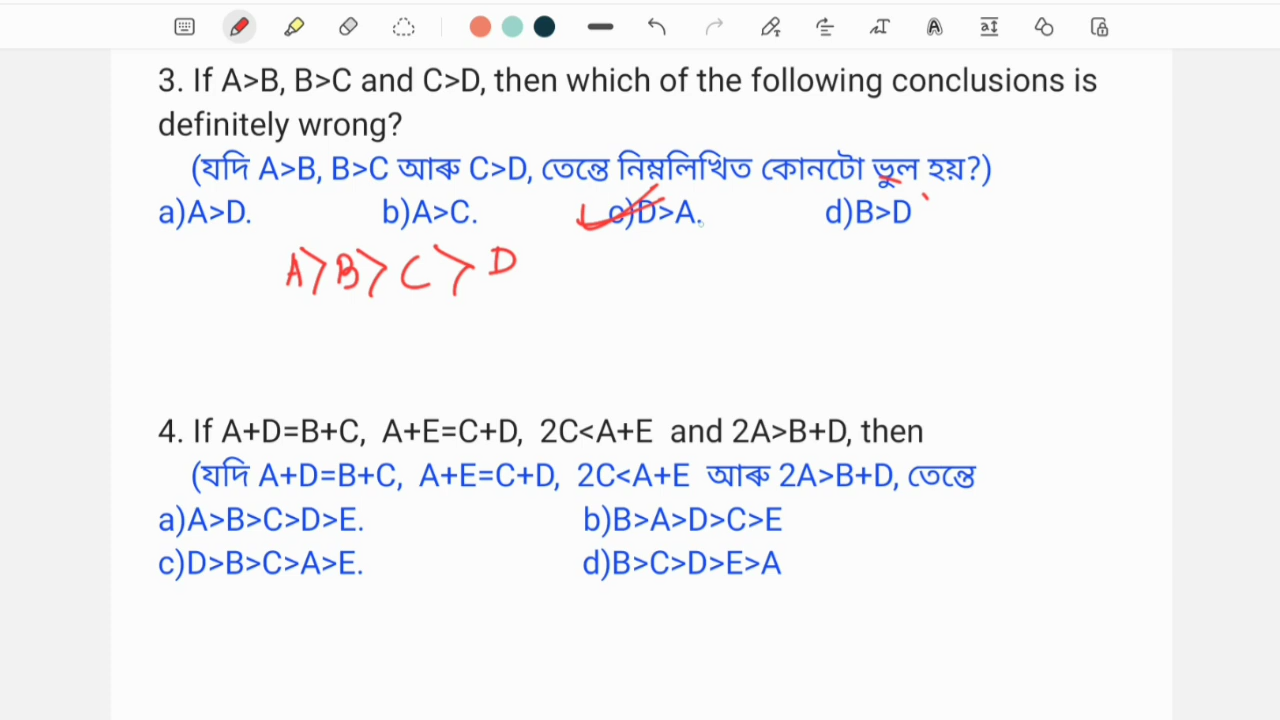 3. If A>B, B>C and C>D, then which of the following conclusions is
definitely wrong?
(যদি A>B, B>C আৰু C>D, তেন্তে নিম্নলিখিত কোনটো ভুল হয়?)
a)A>D. b)A>C. c)D>A. d)B>D
A>B>C>D
4. If A+D=B+C, A+E=C+D, 2C<A+E and 2A>B+D, then
(যদি A+D=B+C, A+E=C+D, 2C<A+E আৰু 2A>B+D, তেন্তে
a)A>B>C>D>E. b)B>A>D>C>E
c)D>B>C>A>E. d)B>C>D>E>A